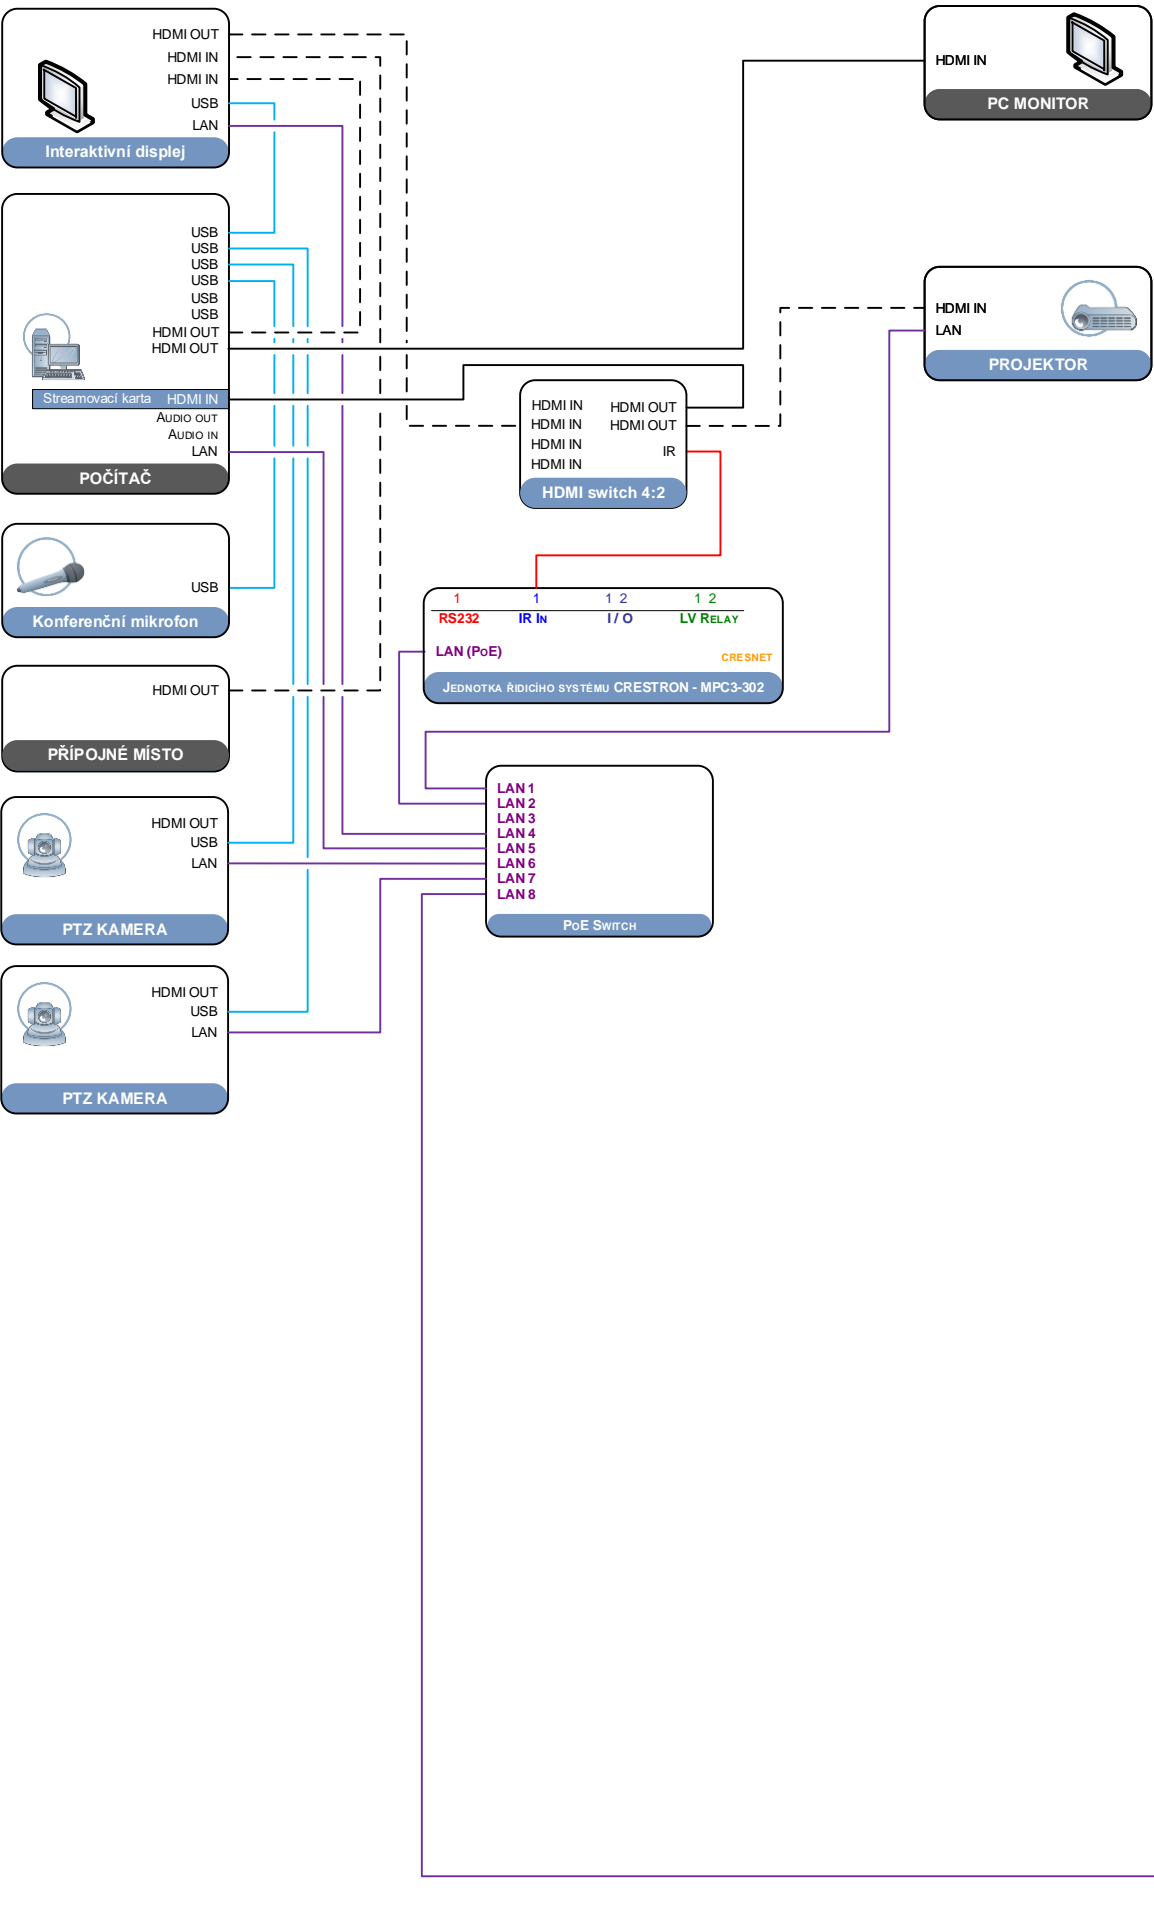 HDMI OUT
HDMI IN
HDMI IN
USB
LAN
Interaktivní displej
HDMI IN
PC MONITOR
USB
USB
USB
USB
USB
USB
HDMI OUT
HDMI OUT
Streamovací karta HDMI IN
AUDIO OUT
AUDIO IN
LAN
POČÍTAČ
HDMI IN
LAN
PROJEKTOR
HDMI IN HDMI OUT
HDMI IN HDMI OUT
HDMI IN IR
HDMI IN
HDMI switch 4:2
USB
Konferenční mikrofon
1 1 1 2 1 2
RS232 IR IN I / O LV RELAY
LAN (POE)
CRESNET
JEDNOTKA ŘIDICÍHO SYSTÉMU CRESTRON - MPC3-302
HDMI OUT
PŘÍPOJNÉ MÍSTO
LAN 1
LAN 2
LAN 3
LAN 4
LAN 5
LAN 6
LAN 7
LAN 8
POE SWITCH
HDMI OUT
USB
LAN
PTZ KAMERA
HDMI OUT
USB
LAN
PTZ KAMERA